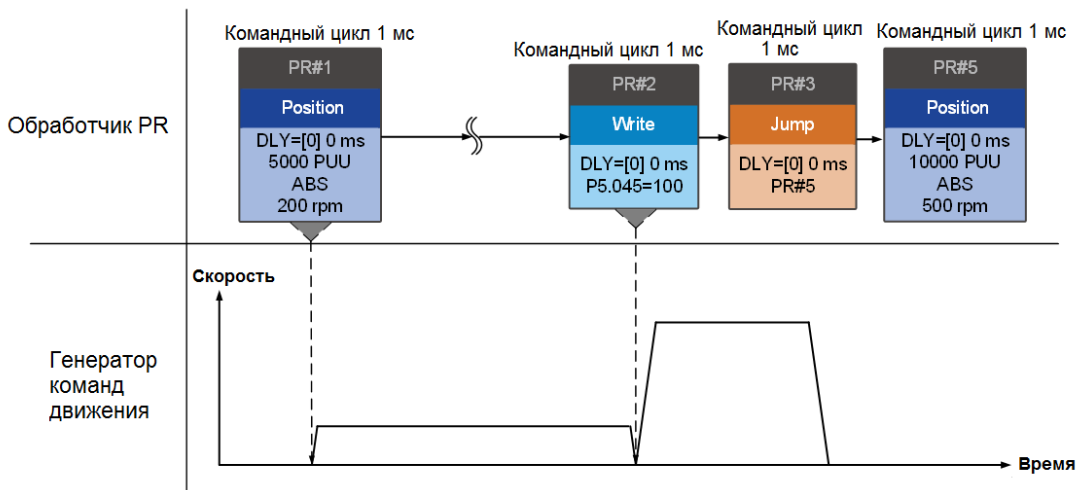 Командный цикл 1 мс
PR#1
Position
DLY=[0] 0 ms
5000 PUU
ABS
200 rpm
Командный цикл 1 мс
PR#2
Write
DLY=[0] 0 ms
P5.045=100
Командный цикл
1 мс
PR#3
Jump
DLY=[0] 0 ms
PR#5
Командный цикл 1 мс
PR#5
Position
DLY=[0] 0 ms
10000 PUU
ABS
500 rpm
Обработчик PR
Скорость
Генератор
команд
движения
Время